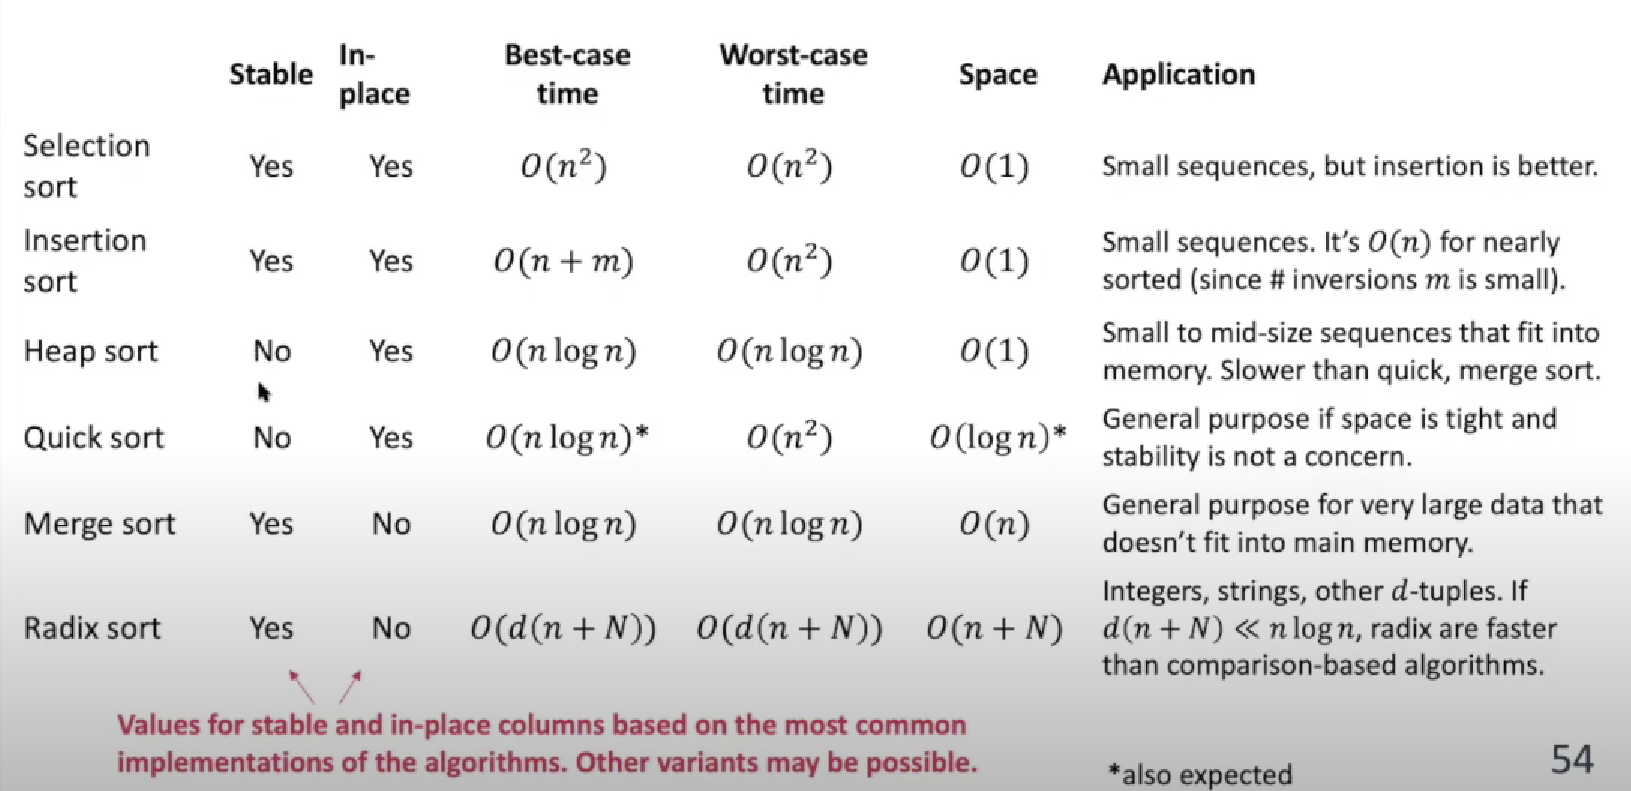 Stable In-place Best-case time Worst-case time Space Application
Selection sort Yes Yes O(n²) O(n²) O(1) Small sequences, but insertion is better.
Insertion sort Yes Yes O(n + m) O(n²) O(1) Small sequences. It's O(n) for nearly sorted (since # inversions m is small).
Heap sort No Yes O(n log n) O(n log n) O(1) Small to mid-size sequences that fit into memory. Slower than quick, merge sort.
Quick sort No Yes O(n log n)* O(n²) O(log n)* General purpose if space is tight and stability is not a concern.
Merge sort Yes No O(n log n) O(n log n) O(n) General purpose for very large data that doesn't fit into main memory.
Radix sort Yes No O(d(n + N)) O(d(n + N)) O(n + N) Integers, strings, other d-tuples. If d(n + N) ≪ n log n, radix are faster than comparison-based algorithms.
Values for stable and in-place columns based on the most common
implementations of the algorithms. Other variants may be possible.
*also expected
54